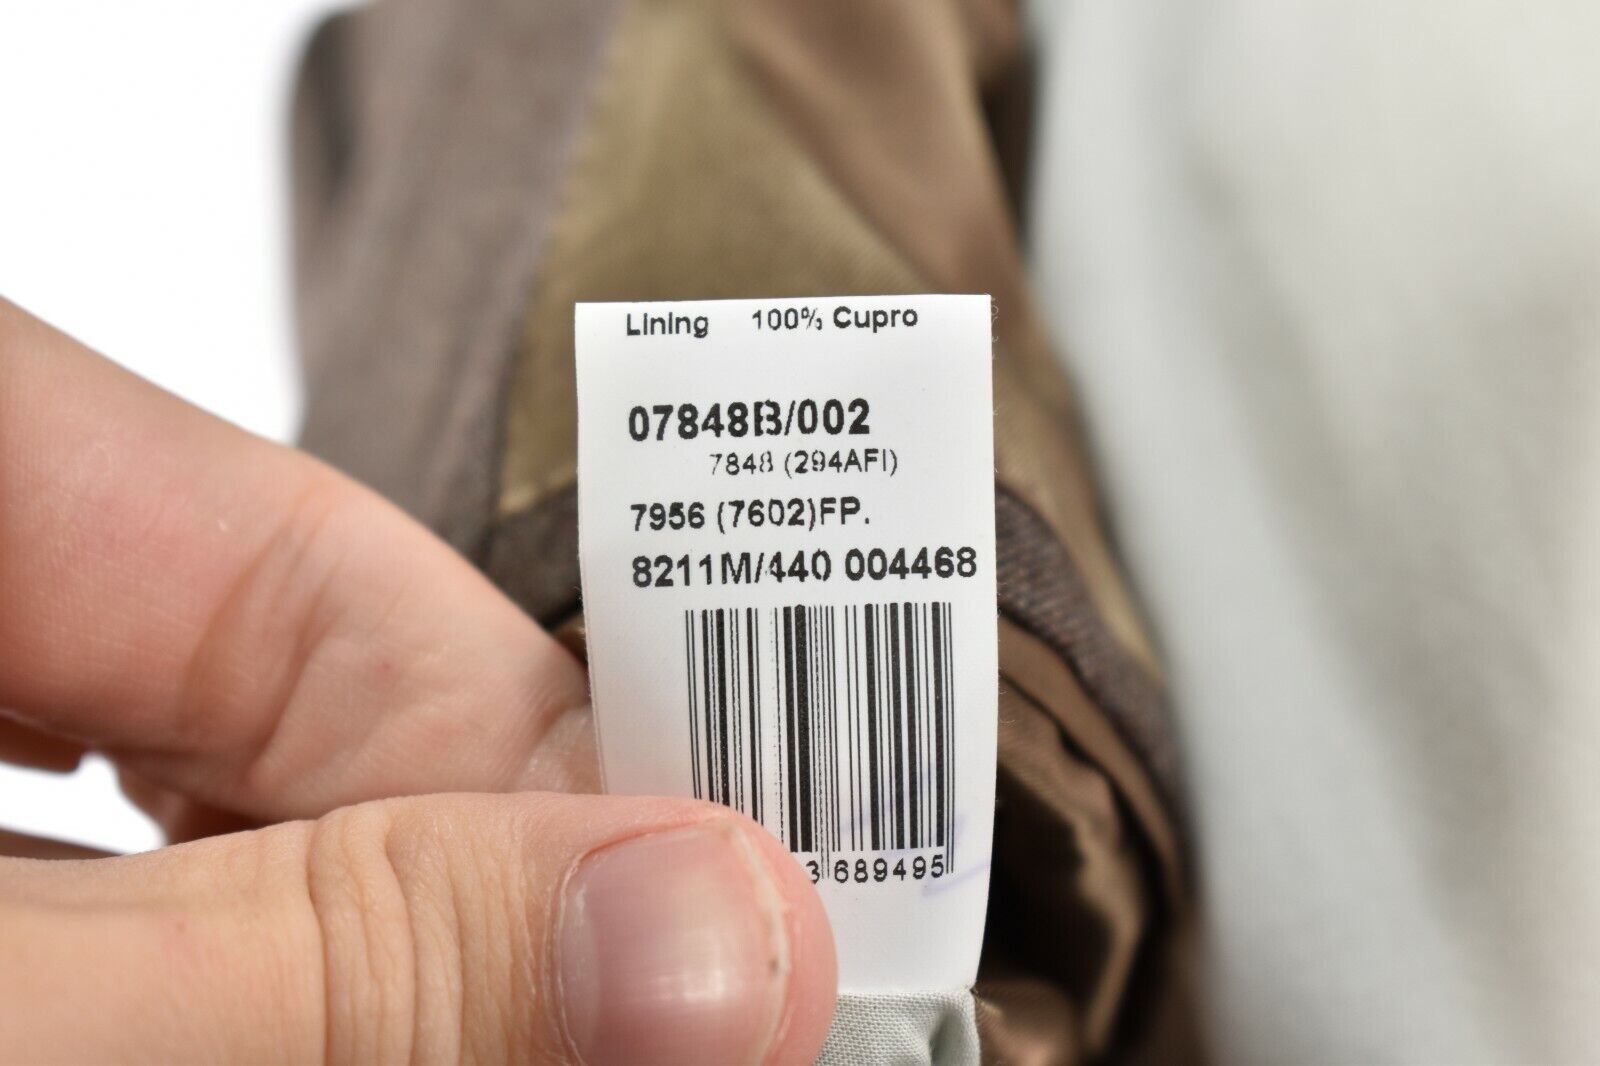 Lining 100% Cupro
07848B/002
7848 (294AFI)
7956 (7602)FP.
8211M/440 004468
3 689495